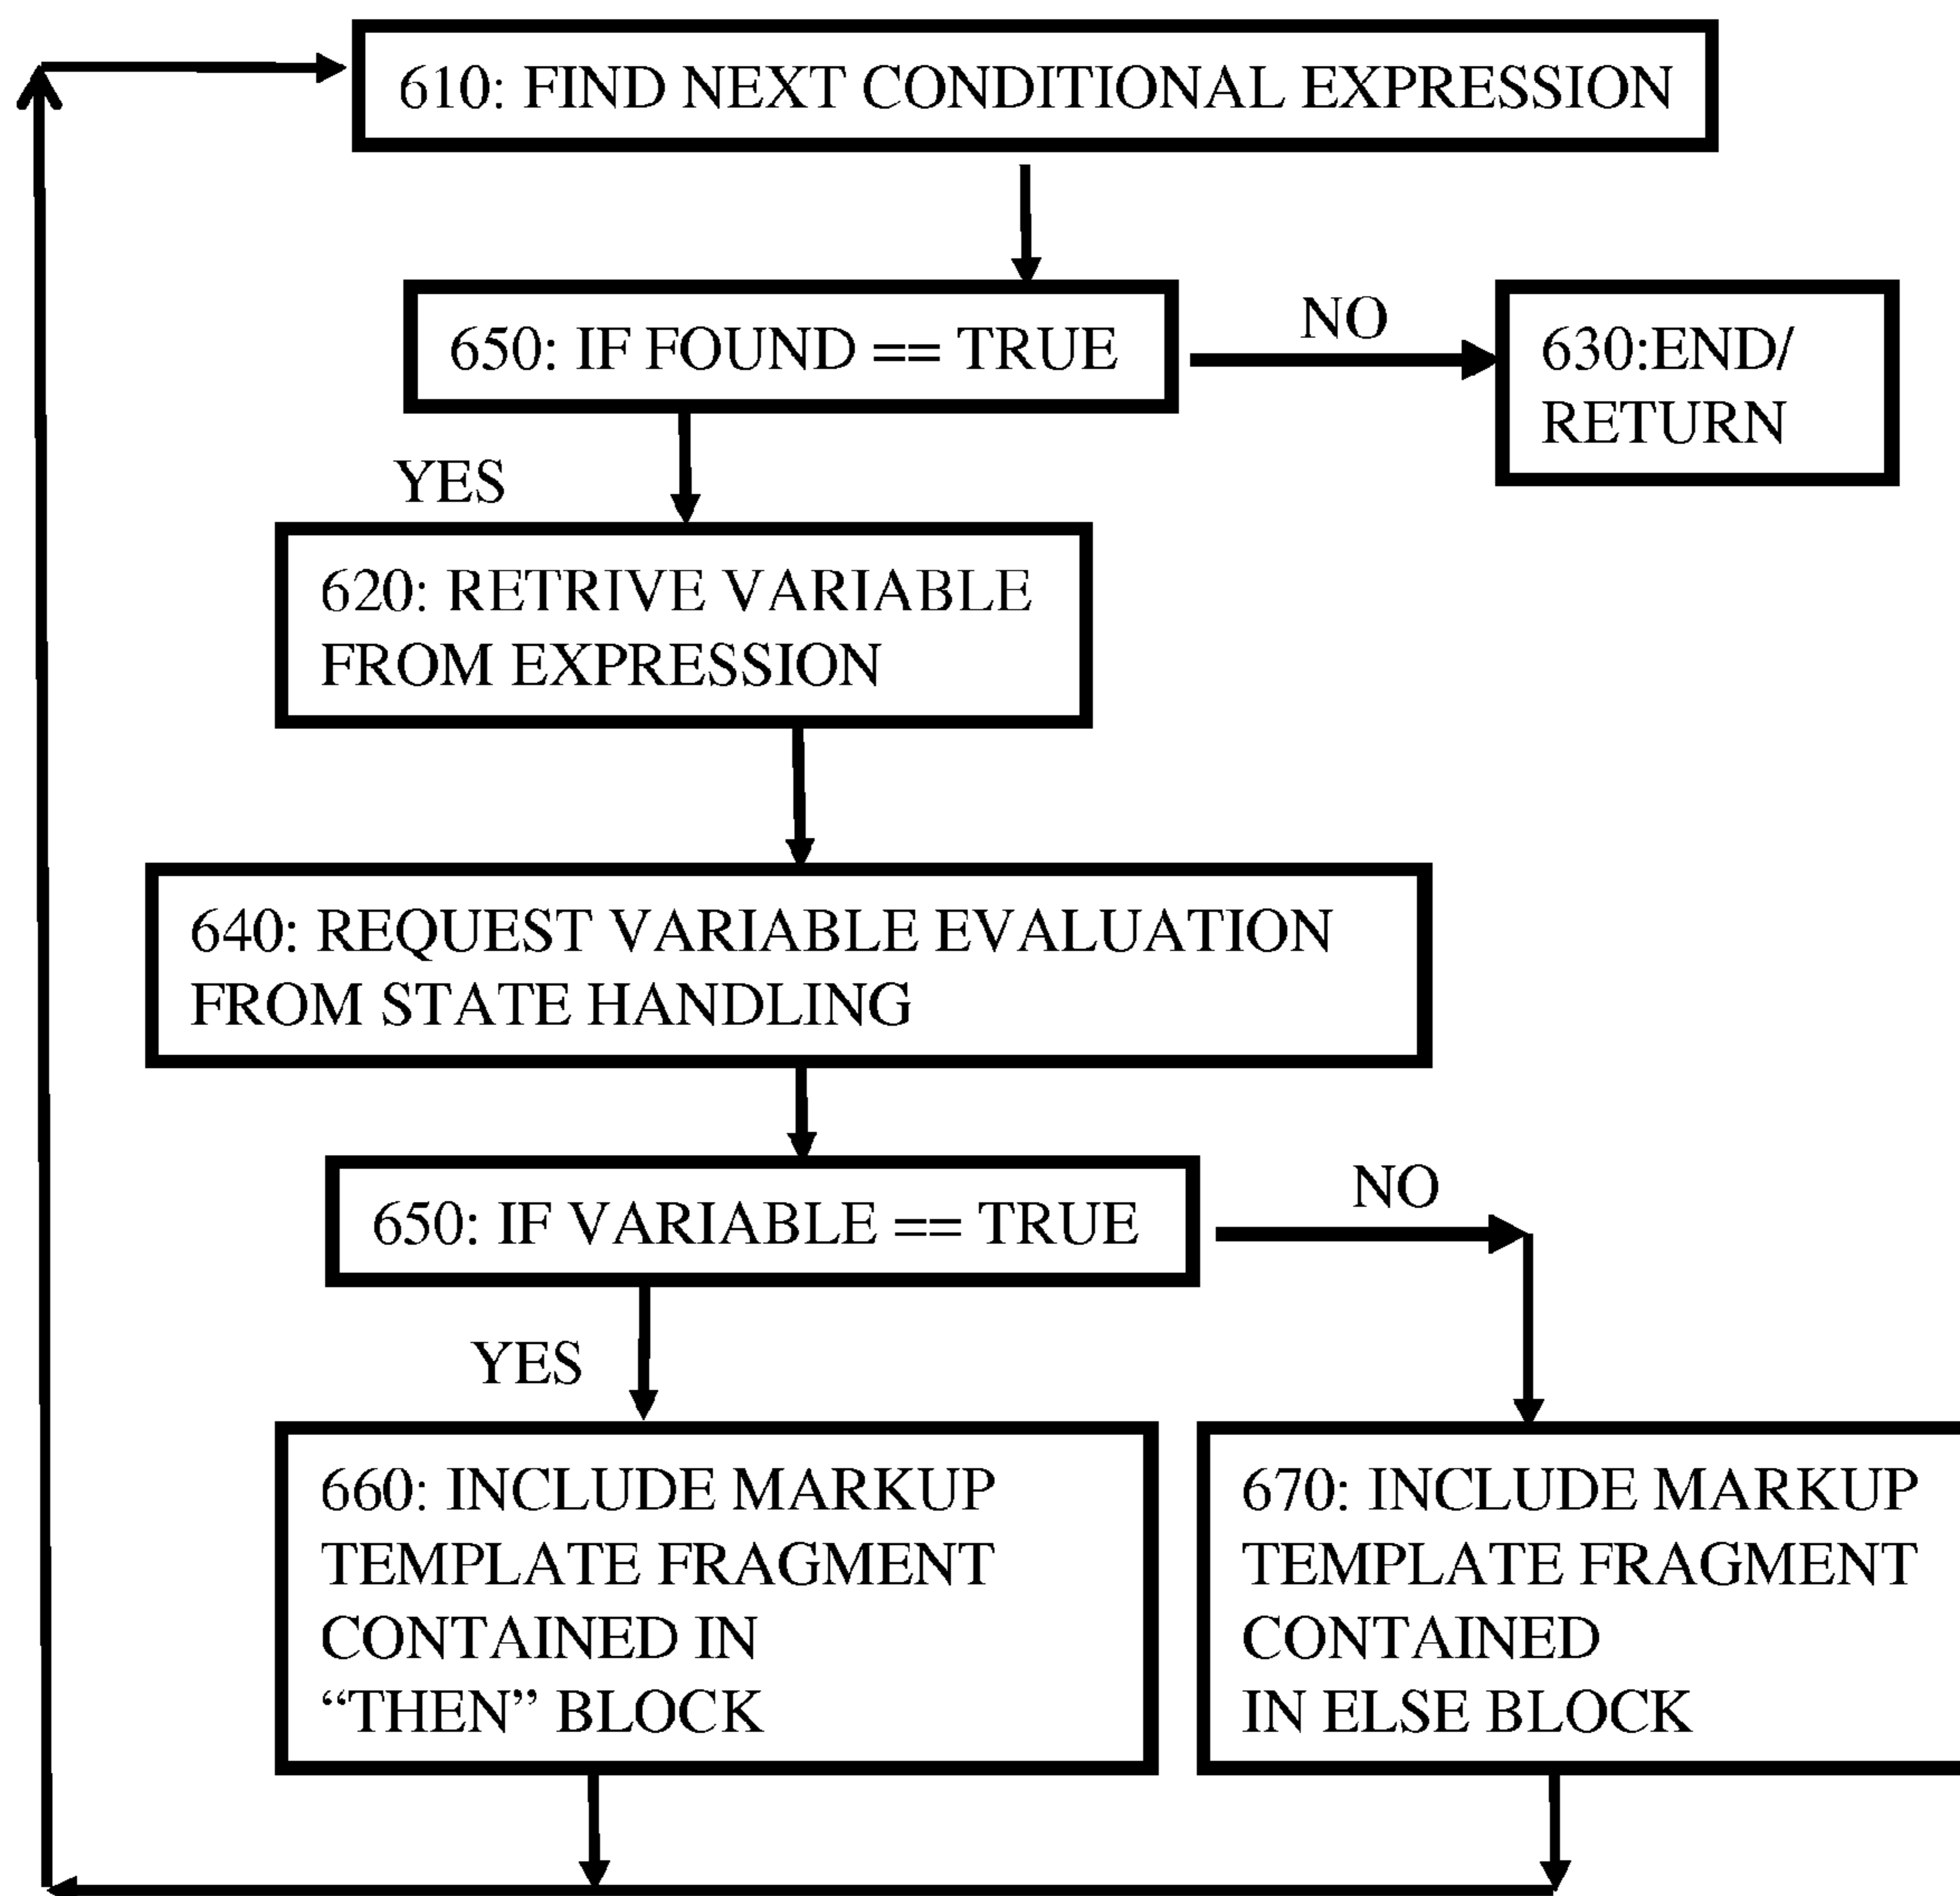 610: FIND NEXT CONDITIONAL EXPRESSION
650: IF FOUND == TRUE
NO
630:END/
RETURN
YES
620: RETRIVE VARIABLE
FROM EXPRESSION
640: REQUEST VARIABLE EVALUATION
FROM STATE HANDLING
650: IF VARIABLE == TRUE
NO
YES
660: INCLUDE MARKUP
TEMPLATE FRAGMENT
CONTAINED IN
“THEN” BLOCK
670: INCLUDE MARKUP
TEMPLATE FRAGMENT
CONTAINED
IN ELSE BLOCK